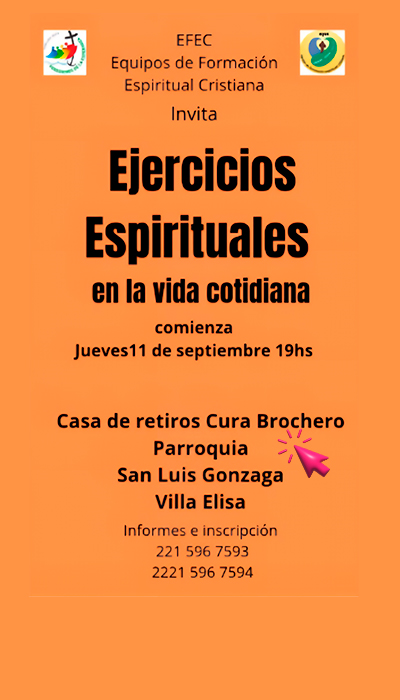 EFEC
Equipos de Formación
Espiritual Cristiana
Invita
Ejercicios
Espirituales
en la vida cotidiana
comienza
Jueves11 de septiembre 19hs
Casa de retiros Cura Brochero
Parroquia
San Luis Gonzaga
Villa Elisa
Informes e inscripción
221 596 7593
2221 596 7594